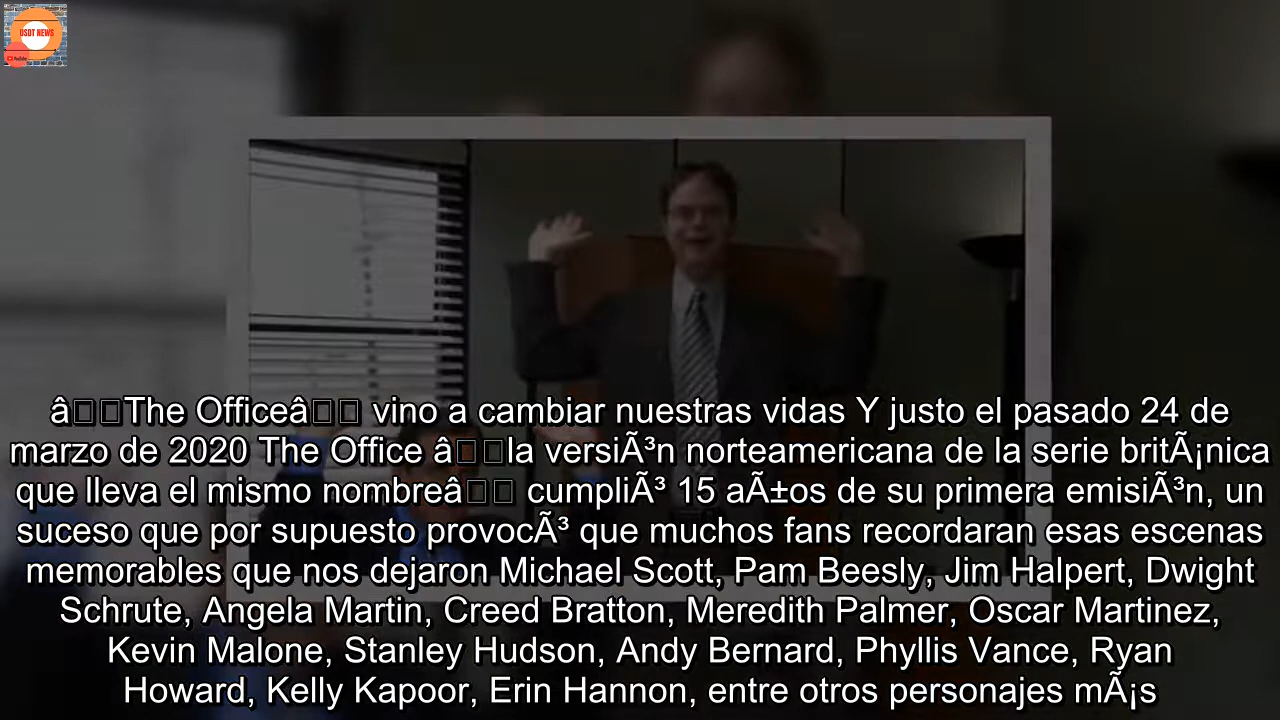 USDT NEWS
YouTube
â□□The Officeâ□□ vino a cambiar nuestras vidas Y justo el pasado 24 de
marzo de 2020 The Office â□□la versiÃ³n norteamericana de la serie britÃ¡nica
que lleva el mismo nombreâ□□ cumpliÃ³ 15 aÃ±os de su primera emisiÃ³n, un
suceso que por supuesto provocÃ³ que muchos fans recordaran esas escenas
memorables que nos dejaron Michael Scott, Pam Beesly, Jim Halpert, Dwight
Schrute, Angela Martin, Creed Bratton, Meredith Palmer, Oscar Martinez,
Kevin Malone, Stanley Hudson, Andy Bernard, Phyllis Vance, Ryan
Howard, Kelly Kapoor, Erin Hannon, entre otros personajes mÃ¡s